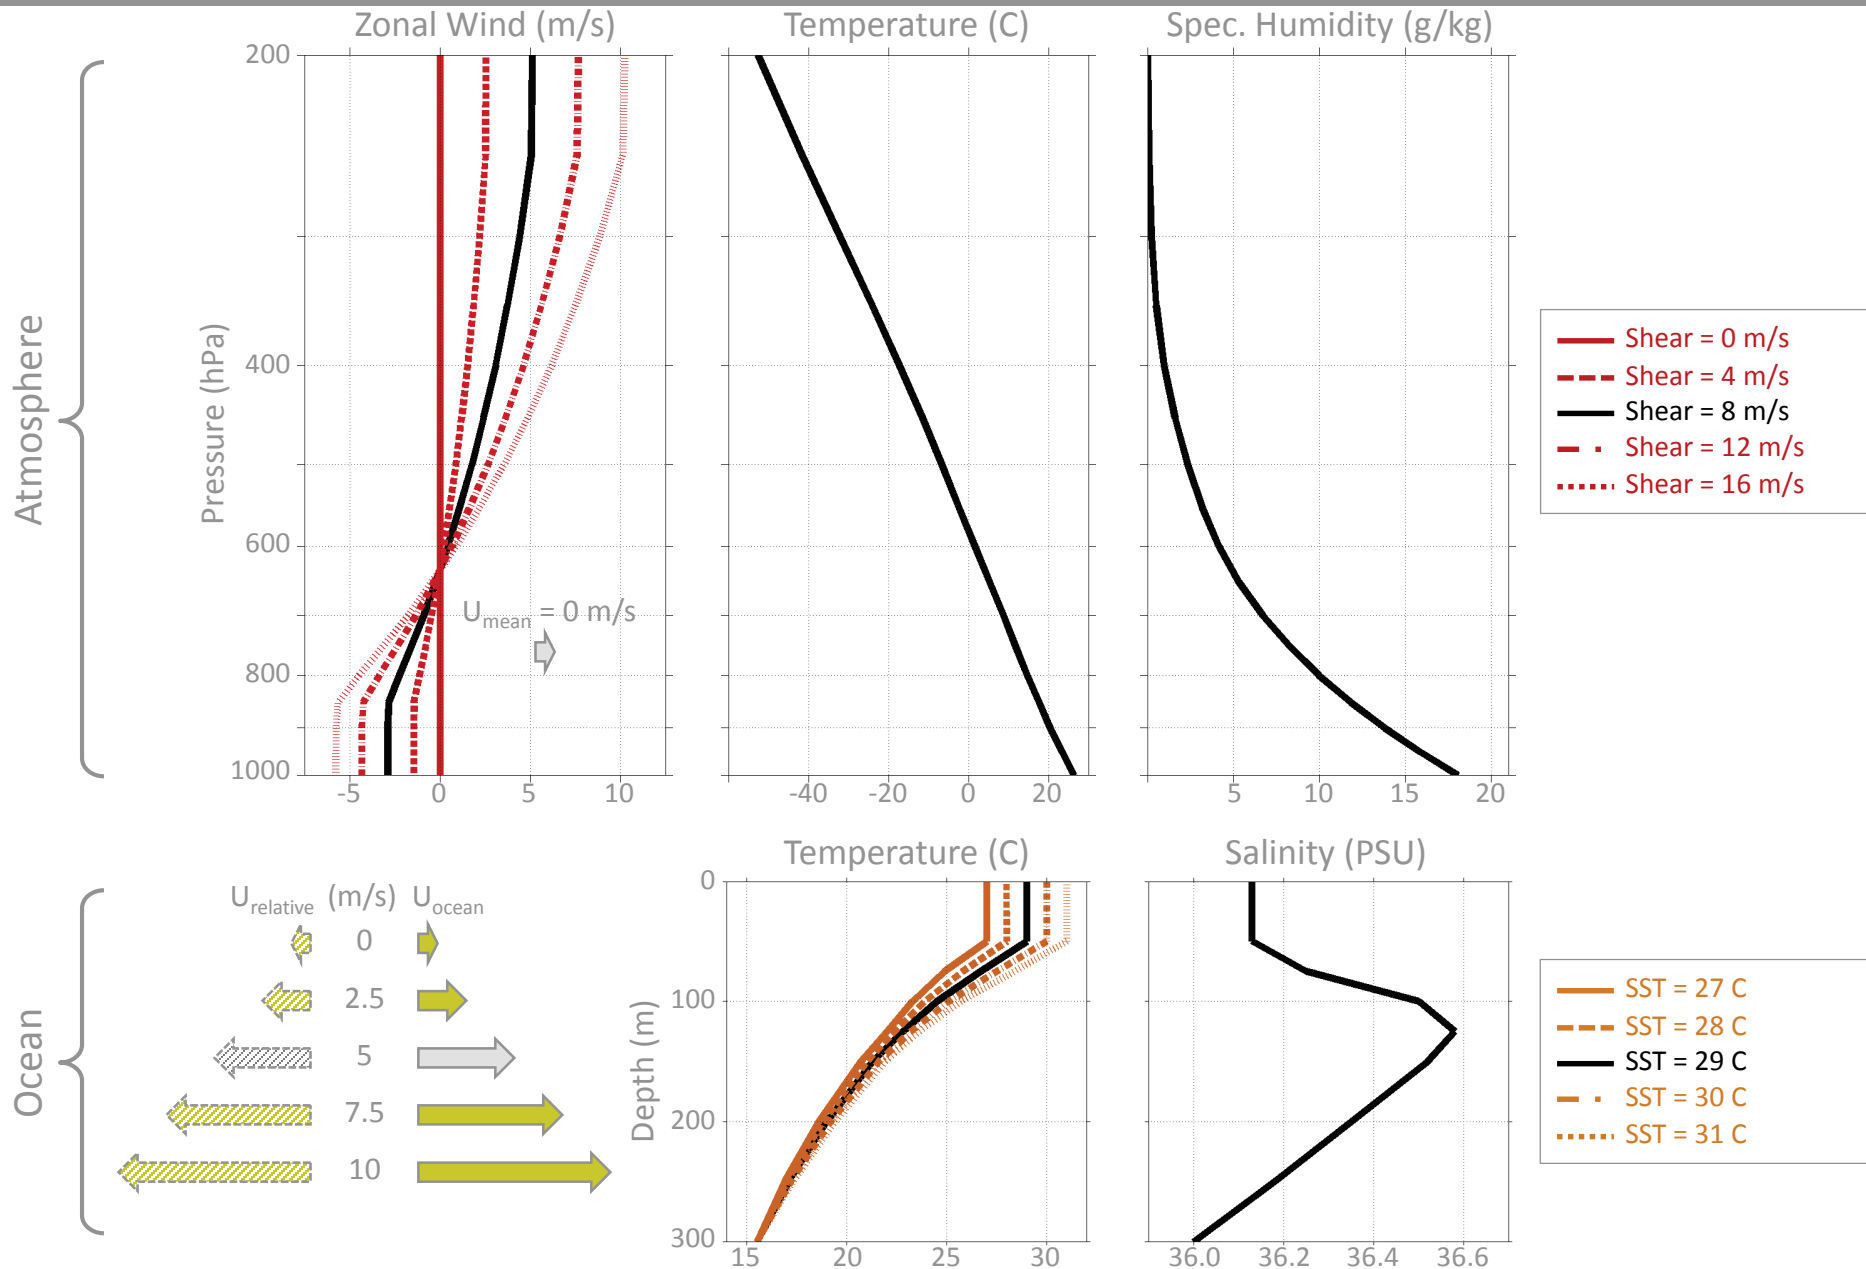 Zonal Wind (m/s)
Temperature (C)
Spec. Humidity (g/kg)
Atmosphere
Pressure (hPa)
200
400
600
800
1000
-5 0 5 10
U_mean = 0 m/s
-40 -20 0 20
5 10 15 20
Shear = 0 m/s
Shear = 4 m/s
Shear = 8 m/s
Shear = 12 m/s
Shear = 16 m/s
Ocean
U_relative (m/s) U_ocean
0
2.5
5
7.5
10
Temperature (C)
Salinity (PSU)
Depth (m)
0
100
200
300
15 20 25 30
36.0 36.2 36.4 36.6
SST = 27 C
SST = 28 C
SST = 29 C
SST = 30 C
SST = 31 C